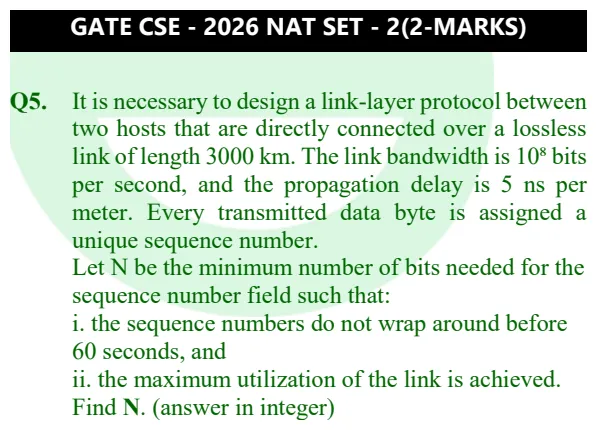 GATE CSE - 2026 NAT SET - 2(2-MARKS)
Q5. It is necessary to design a link-layer protocol between
two hosts that are directly connected over a lossless
link of length 3000 km. The link bandwidth is 10⁸ bits
per second, and the propagation delay is 5 ns per
meter. Every transmitted data byte is assigned a
unique sequence number.
Let N be the minimum number of bits needed for the
sequence number field such that:
i. the sequence numbers do not wrap around before
60 seconds, and
ii. the maximum utilization of the link is achieved.
Find N. (answer in integer)